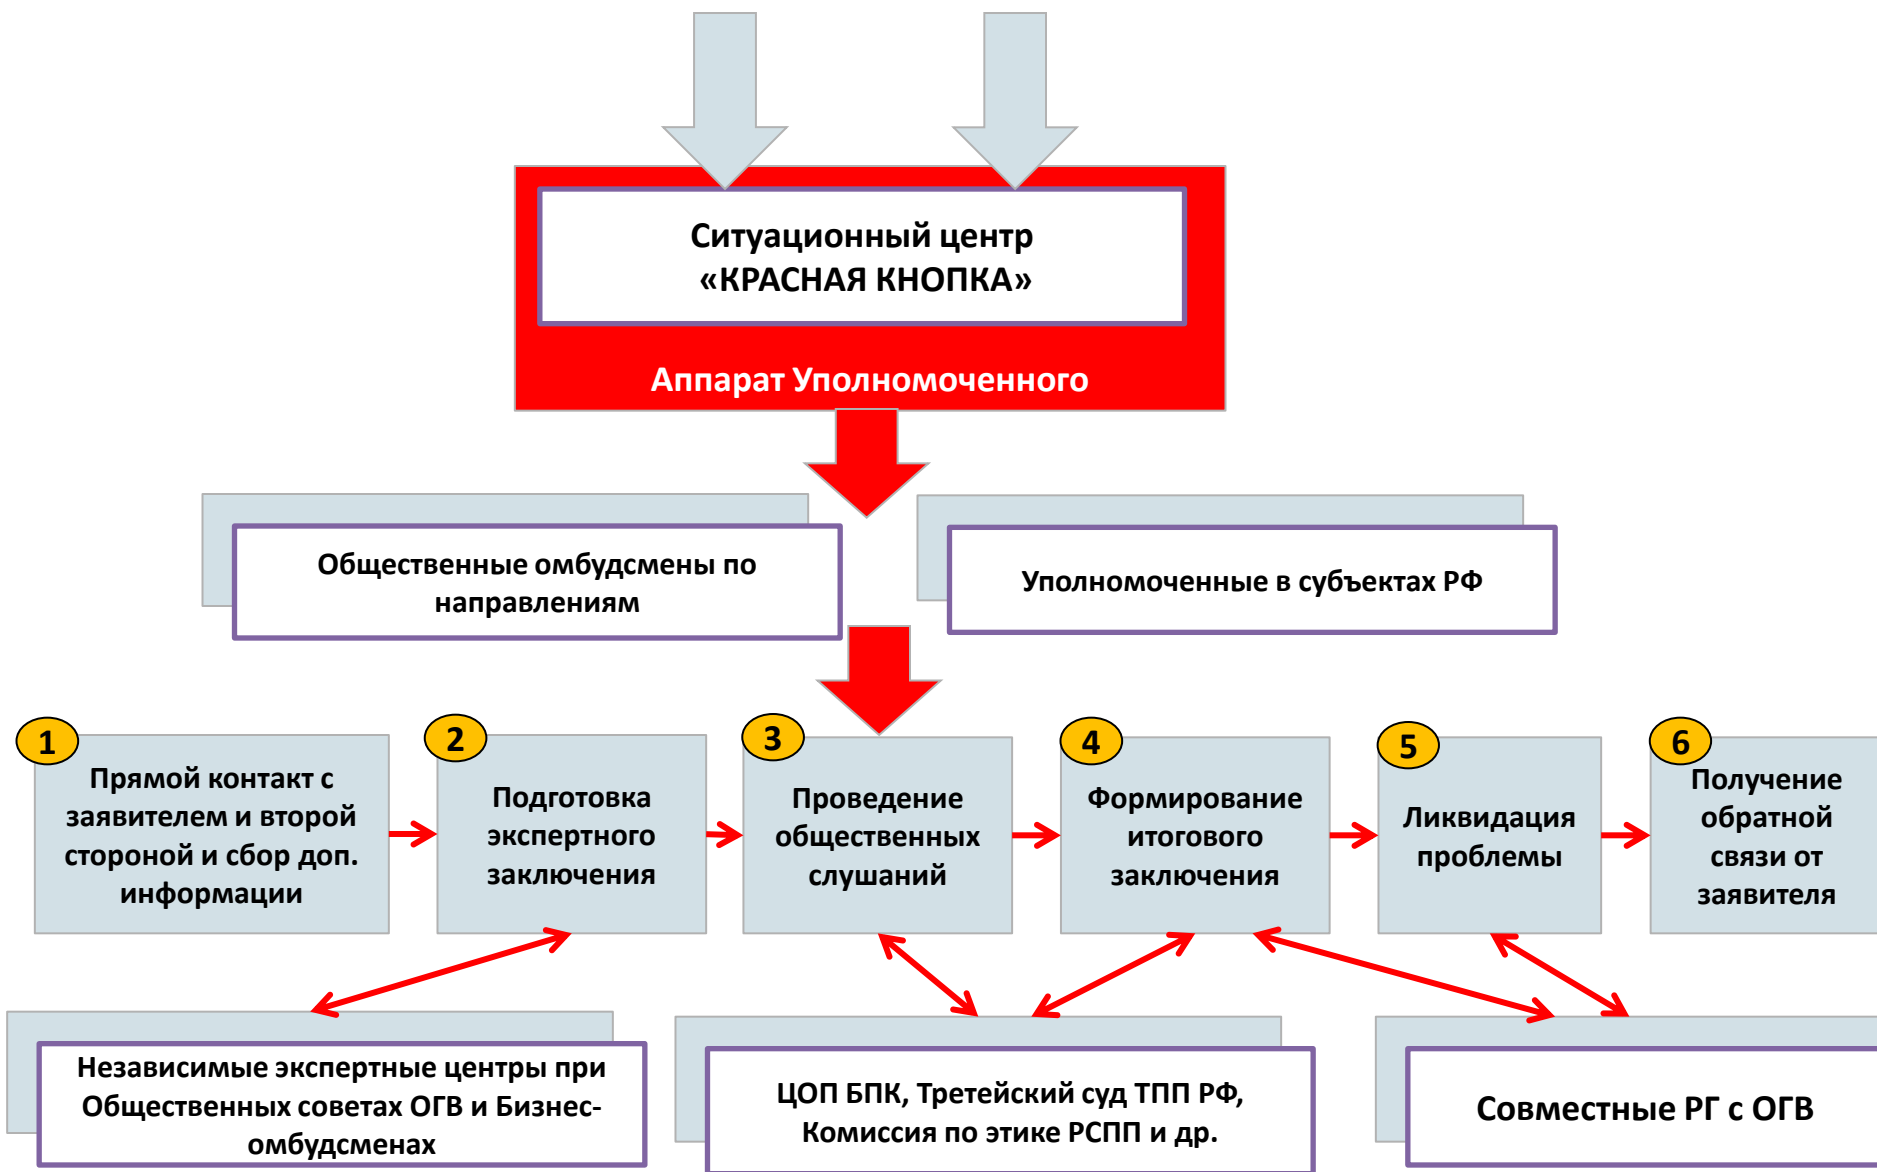 Ситуационный центр
«КРАСНАЯ КНОПКА»
Аппарат Уполномоченного
Общественные омбудсмены по
направлениям
Уполномоченные в субъектах РФ
1
Прямой контакт с
заявителем и второй
стороной и сбор доп.
информации
2
Подготовка
экспертного
заключения
3
Проведение
общественных
слушаний
4
Формирование
итогового
заключения
5
Ликвидация
проблемы
6
Получение
обратной
связи от
заявителя
Независимые экспертные центры при
Общественных советах ОГВ и Бизнес-
омбудсменах
ЦОП БПК, Третейский суд ТПП РФ,
Комиссия по этике РСПП и др.
Совместные РГ с ОГВ